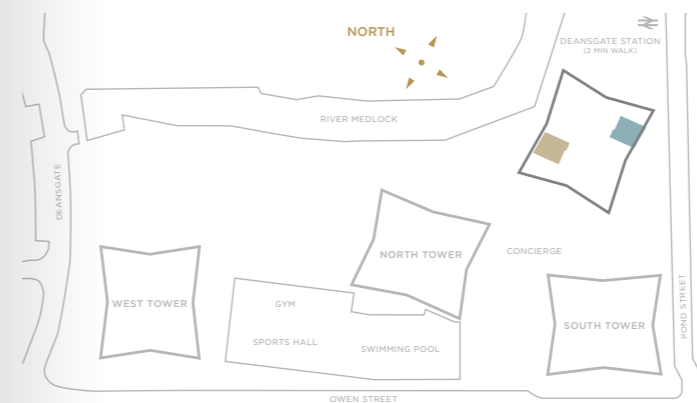 NORTH
DEANSGATE STATION
(2 MIN WALK)
RIVER MEDLOCK
DEANSGATE
NORTH TOWER
CONCIERGE
WEST TOWER
GYM
SOUTH TOWER
POND STREET
SPORTS HALL
SWIMMING POOL
OWEN STREET